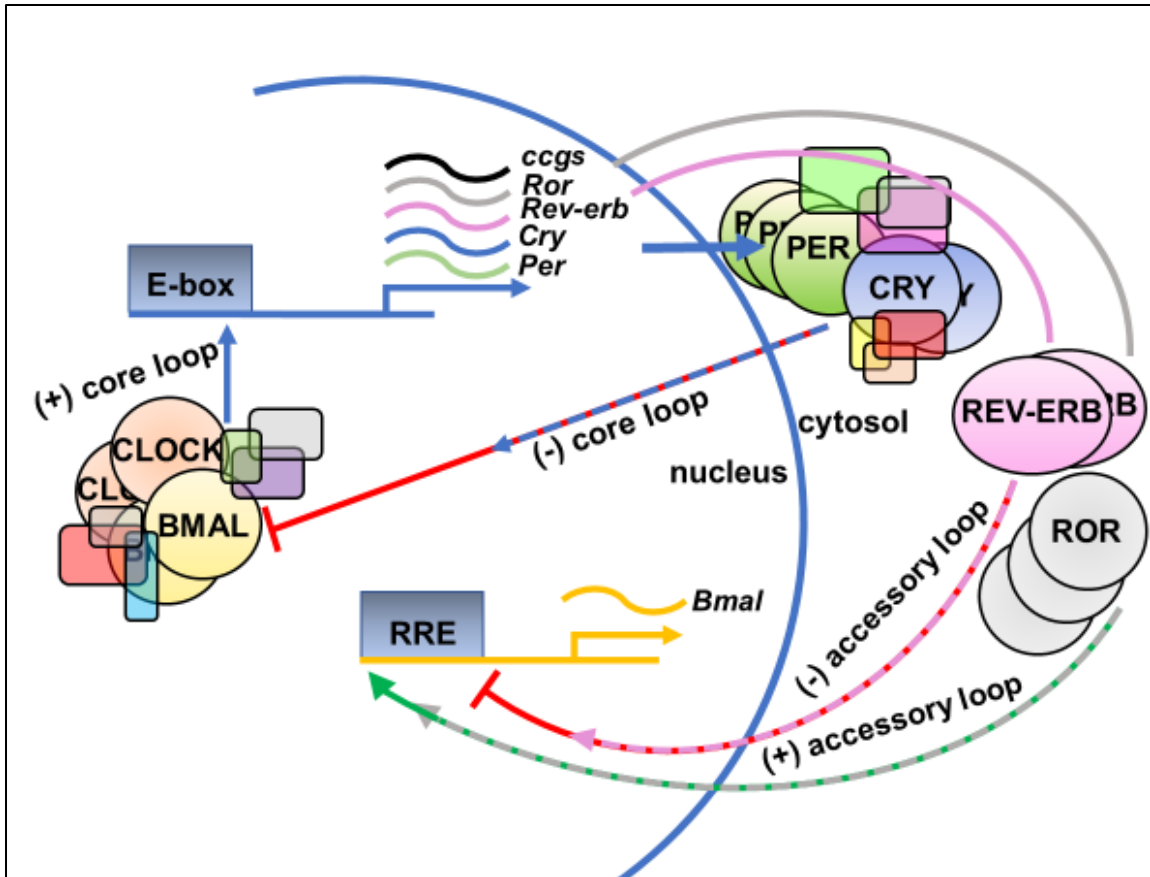 ccgs
Ror
Rev-erb
Cry
Per
E-box
(+) core loop
CLOCK
BMAL
PER
CRY
Y
(-) core loop
cytosol
nucleus
REV-ERB
RB
ROR
RRE
Bmal
(-) accessory loop
(+) accessory loop